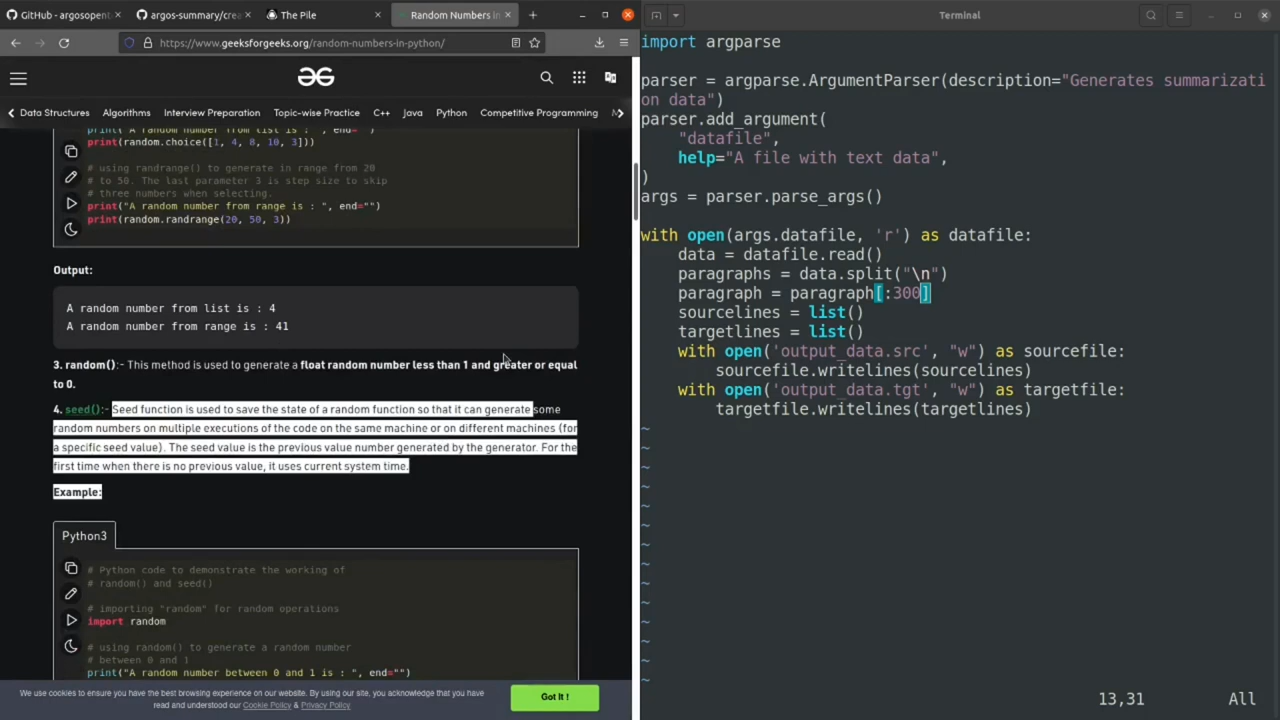 GitHub - argosopent
argos-summary/crea
The Pile
Random Numbers in
https://www.geeksforgeeks.org/random-numbers-in-python/
Data Structures Algorithms Interview Preparation Topic-wise Practice C++ Java Python Competitive Programming
print("A random number from list is : ", end="")
print(random.choice([1, 4, 8, 10, 3]))
# using randrange() to generate in range from 20
# to 50. The last parameter 3 is step size to skip
# three numbers when selecting.
print("A random number from range is : ", end="")
print(random.randrange(20, 50, 3))
Output:
A random number from list is : 4
A random number from range is : 41
3. random():- This method is used to generate a float random number less than 1 and greater or equal
to 0.
4. seed():- Seed function is used to save the state of a random function so that it can generate some
random numbers on multiple executions of the code on the same machine or on different machines (for
a specific seed value). The seed value is the previous value number generated by the generator. For the
first time when there is no previous value, it uses current system time.
Example:
Python3
# Python code to demonstrate the working of
# random() and seed()
# importing "random" for random operations
import random
# using random() to generate a random number
# between 0 and 1
print("A random number between 0 and 1 is : ", end="")
We use cookies to ensure you have the best browsing experience on our website. By using our site, you acknowledge that you have
read and understood our Cookie Policy & Privacy Policy
Got It !
Terminal
import argparse
parser = argparse.ArgumentParser(description="Generates summarizati
on data")
parser.add_argument(
"datafile",
help="A file with text data",
)
args = parser.parse_args()
with open(args.datafile, 'r') as datafile:
data = datafile.read()
paragraphs = data.split("\n")
paragraph = paragraph[:300]
sourcelines = list()
targetlines = list()
with open('output_data.src', "w") as sourcefile:
sourcefile.writelines(sourcelines)
with open('output_data.tgt', "w") as targetfile:
targetfile.writelines(targetlines)
~
~
~
~
~
~
~
~
~
~
~
~
~
~
13,31 All